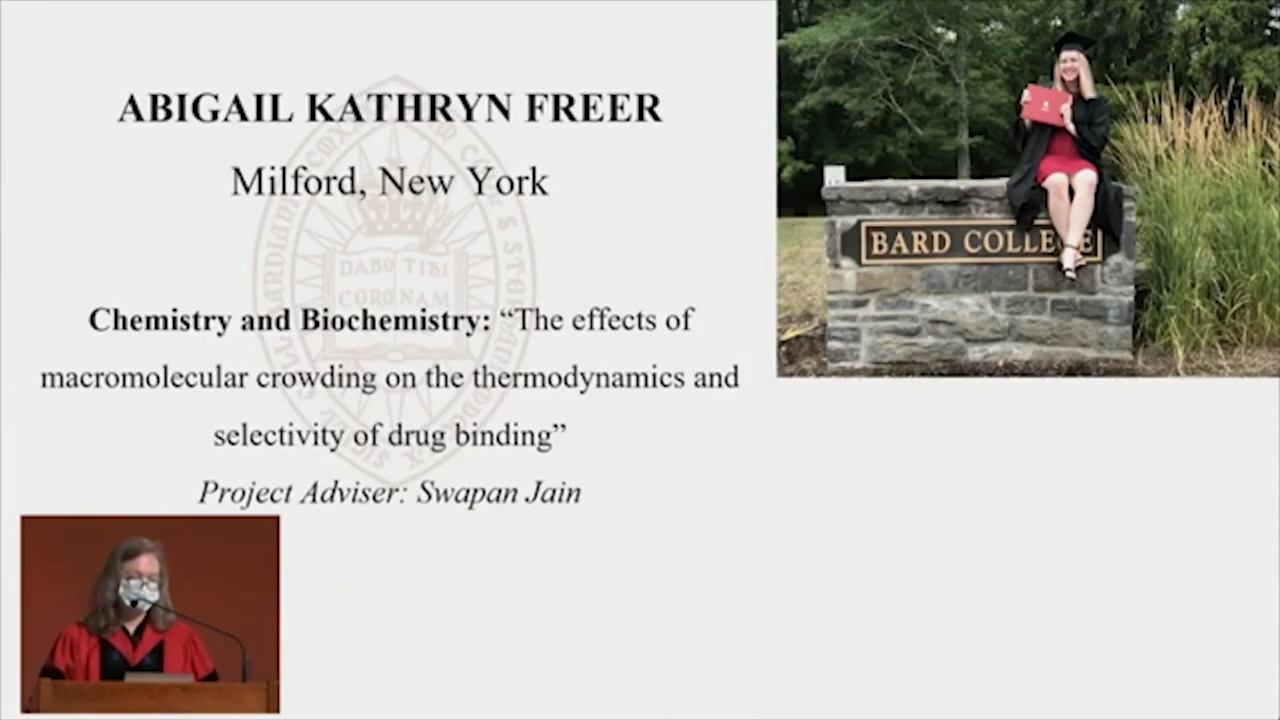 ABIGAIL KATHRYN FREER
Milford, New York
DABO TIBI
CORONAM
Chemistry and Biochemistry: “The effects of
macromolecular crowding on the thermodynamics and
selectivity of drug binding”
Project Adviser: Swapan Jain
BARD COLLEGE